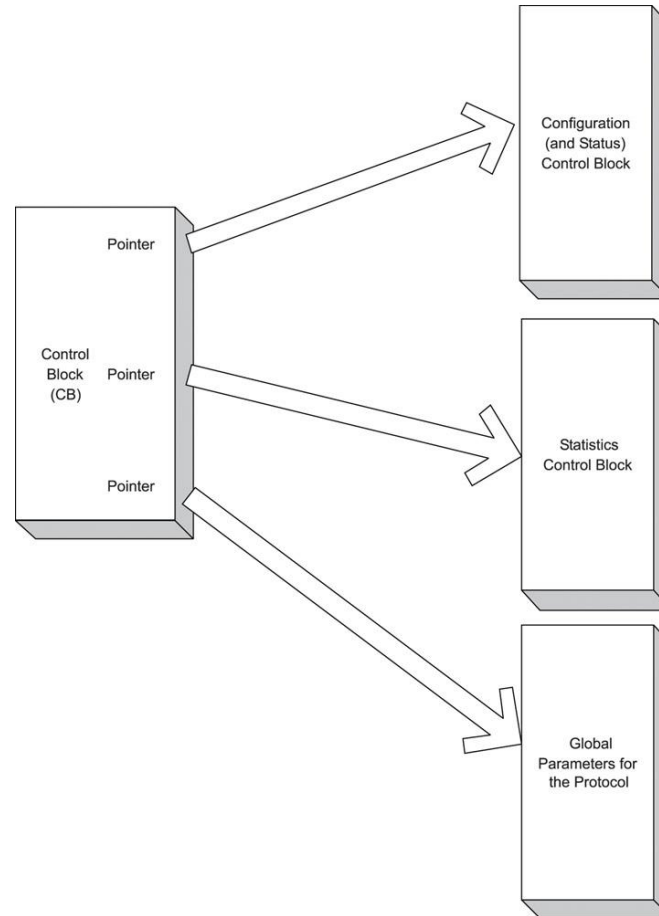 Configuration
(and Status)
Control Block
Pointer
Control
Block
(CB)
Pointer
Pointer
Statistics
Control Block
Global
Parameters for
the Protocol